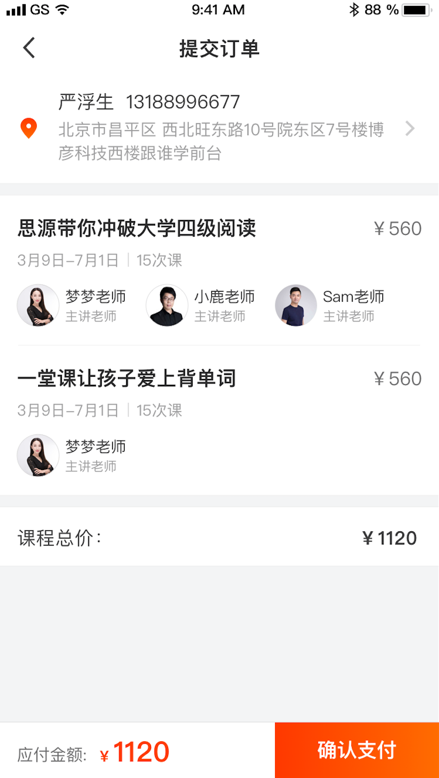 GS 9:41 AM 88 %
提交订单
严浮生 13188996677
北京市昌平区 西北旺东路10号院东区7号楼博
彦科技西楼跟谁学前台
思源带你冲破大学四级阅读 ¥560
3月9日-7月1日 15次课
梦梦老师 小鹿老师 Sam老师
主讲老师 主讲老师 主讲老师
一堂课让孩子爱上背单词 ¥560
3月9日-7月1日 15次课
梦梦老师
主讲老师
课程总价： ¥1120
应付金额: ¥1120 确认支付